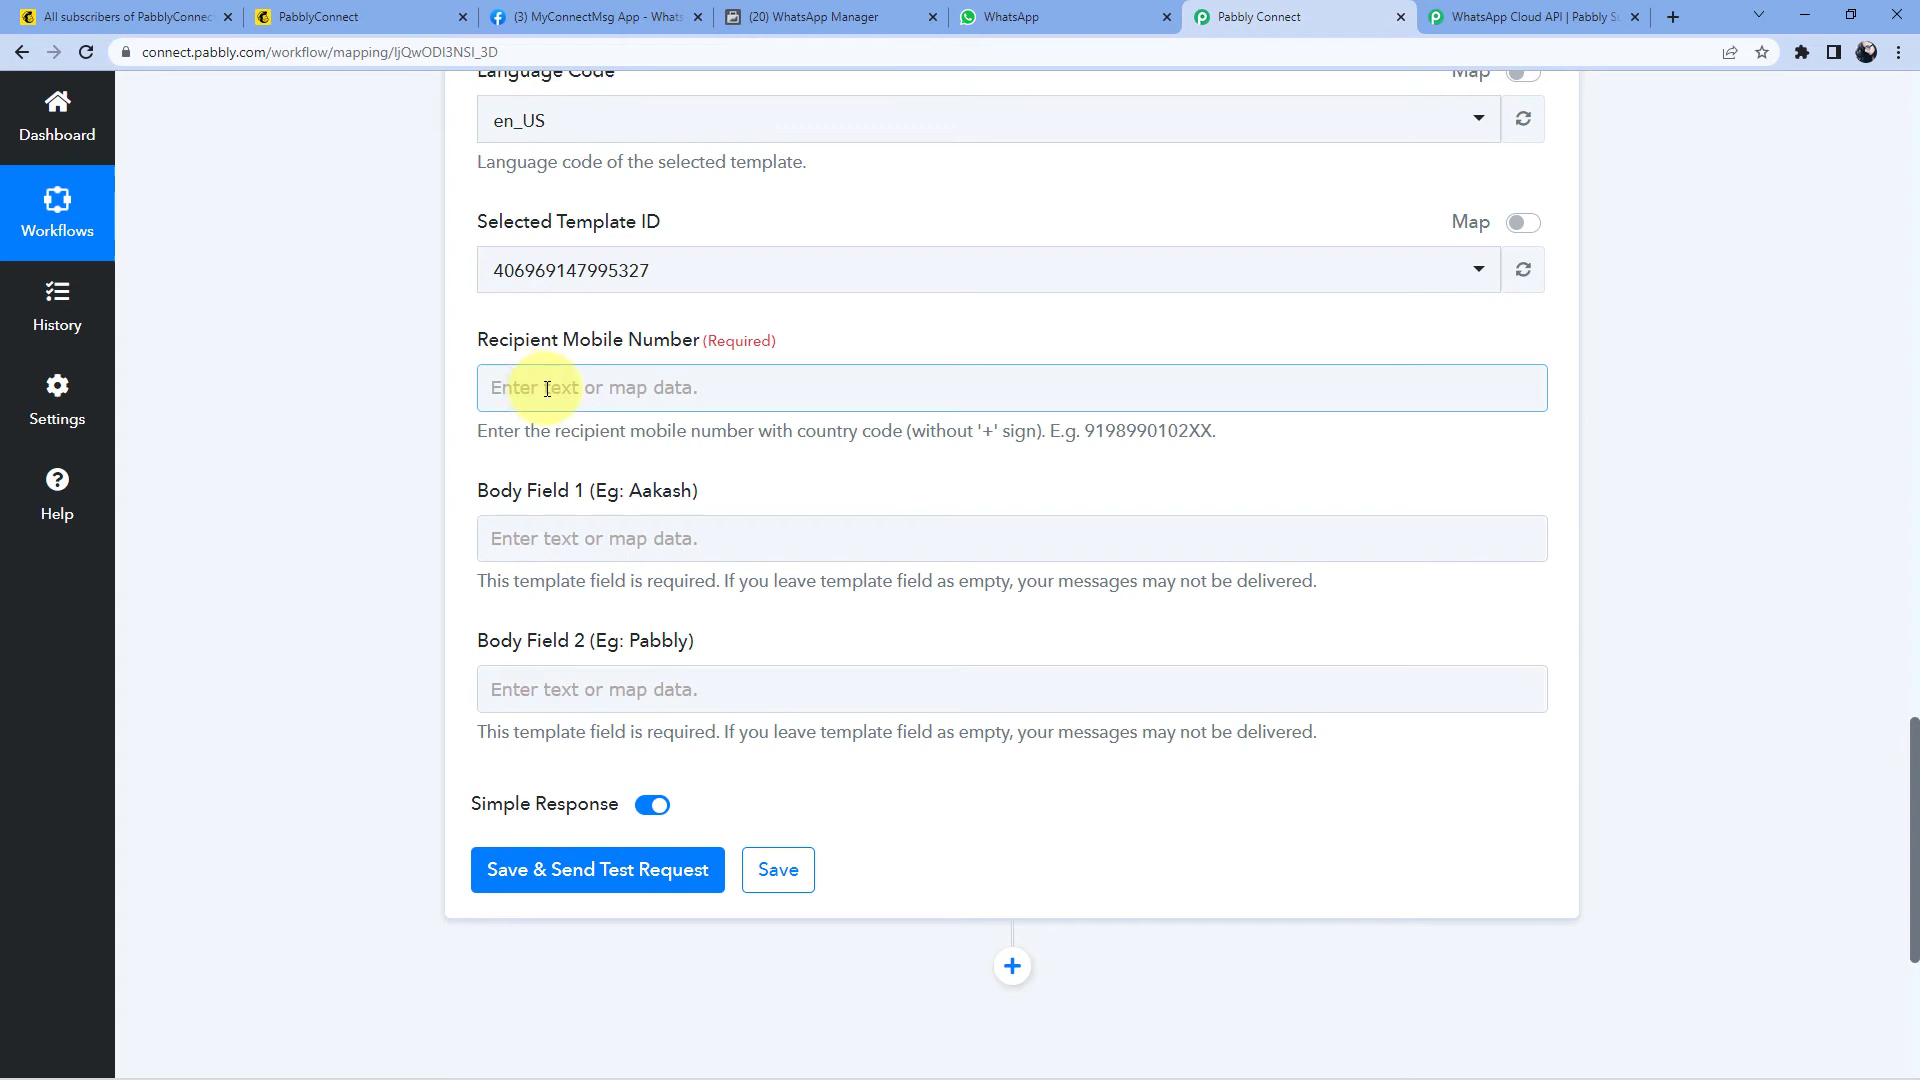 All subscribers of PabblyConnec
PabblyConnect
(3) MyConnectMsg App - Whats
(20) WhatsApp Manager
WhatsApp
Pabbly Connect
WhatsApp Cloud API | Pabbly Su
connect.pabbly.com/workflow/mapping/IjQwODI3NSI_3D
Dashboard
Workflows
History
Settings
Help
Language Code
Map
en_US
Language code of the selected template.
Selected Template ID
Map
406969147995327
Recipient Mobile Number (Required)
Enter text or map data.
Enter the recipient mobile number with country code (without '+' sign). E.g. 9198990102XX.
Body Field 1 (Eg: Aakash)
Enter text or map data.
This template field is required. If you leave template field as empty, your messages may not be delivered.
Body Field 2 (Eg: Pabbly)
Enter text or map data.
This template field is required. If you leave template field as empty, your messages may not be delivered.
Simple Response
Save & Send Test Request
Save